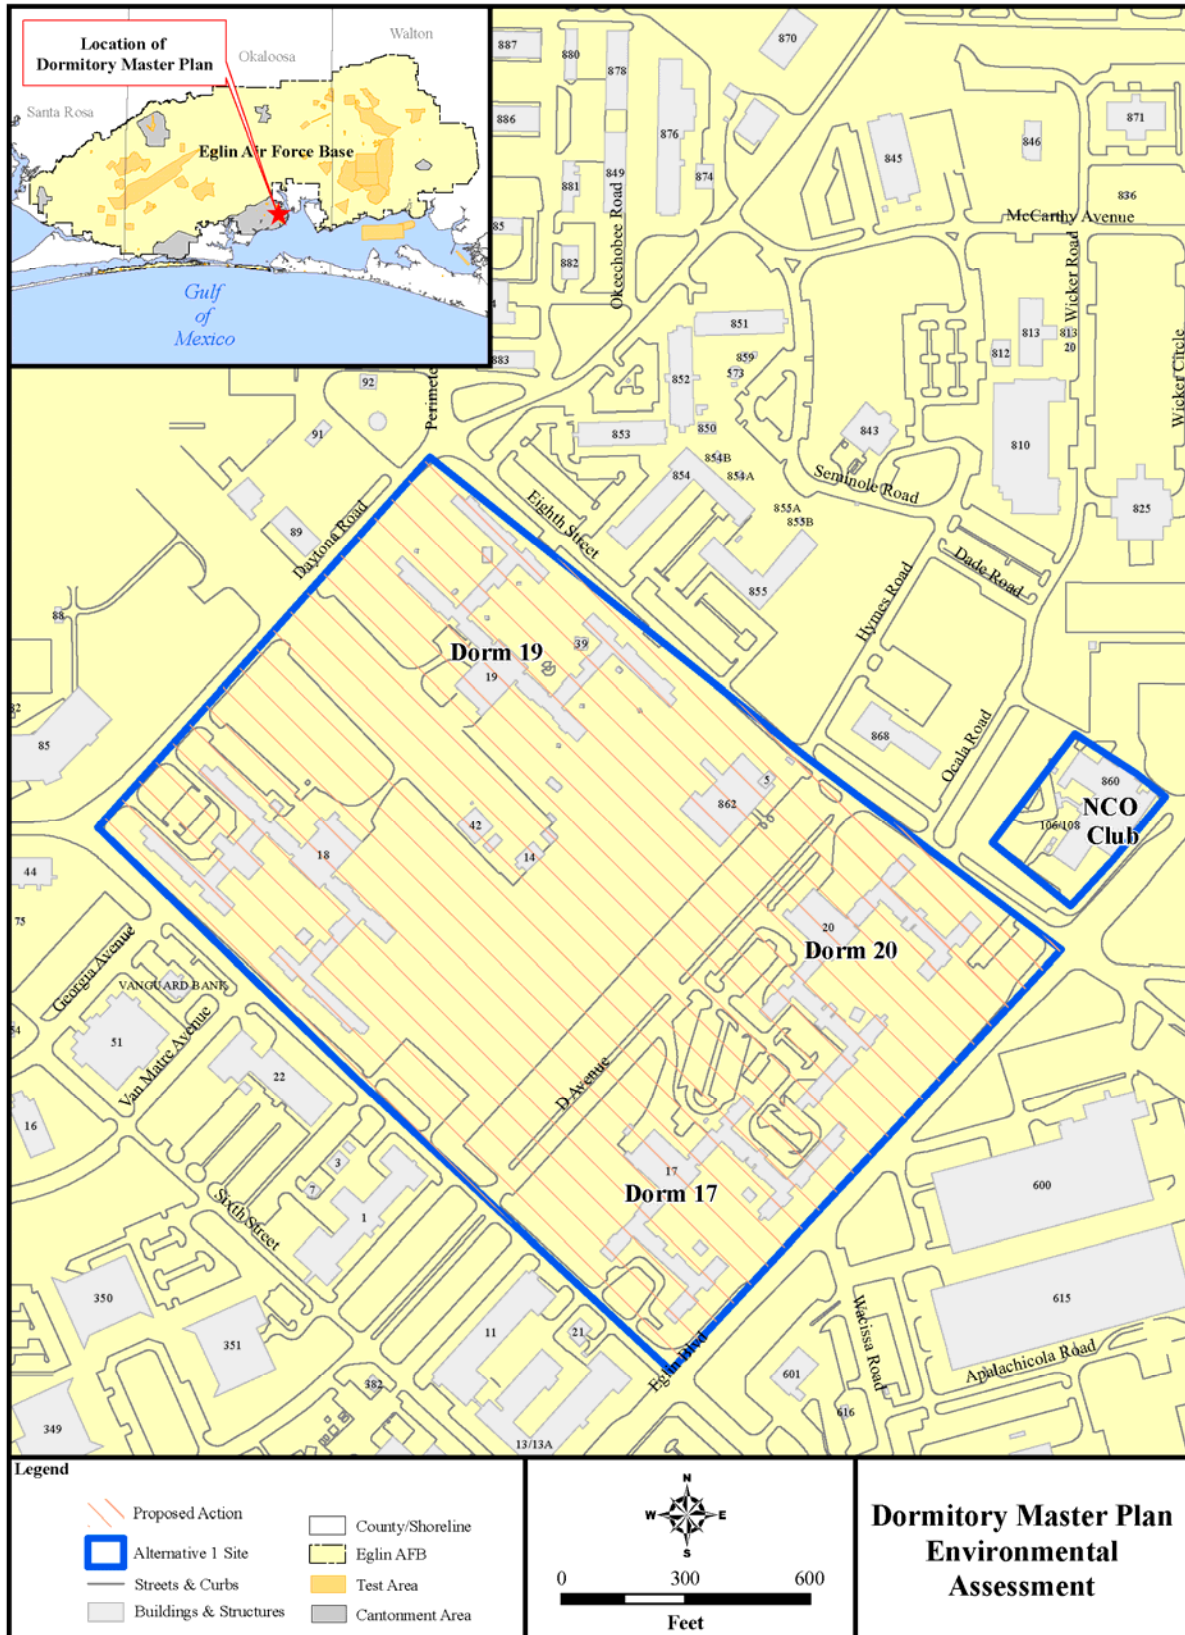 Location of
Dormitory Master Plan
Walton
Okaloosa
Santa Rosa
Eglin Air Force Base
Gulf
of
Mexico
887
880
878
870
886
876
871
846
845
881
849
874
836
85
Okeechobee Road
McCarthy Avenue
882
Wicker Road
851
813
813
20
812
883
859
573
852
Wicker Circle
92
Perimeter
850
853
843
91
810
854B
854
854A
Seminole Road
825
Eighth Street
855A
855B
89
Daytona Road
Dade Road
855
Hymes Road
88
Dorm 19
39
19
85
868
Ocala Road
5
862
860
NCO
Club
106/108
42
14
18
44
75
20
Dorm 20
Georgia Avenue
VANGUARD BANK
51
Van Matre Avenue
22
D Avenue
16
3
7
1
17
Dorm 17
600
Sixth Street
350
351
11
21
615
Eglin Blvd
Wacissa Road
Apalachicola Road
382
601
616
349
13/13A
Legend
Proposed Action
Alternative 1 Site
Streets & Curbs
Buildings & Structures
County/Shoreline
Eglin AFB
Test Area
Cantonment Area
N
W
E
S
0
300
600
Feet
Dormitory Master Plan
Environmental
Assessment